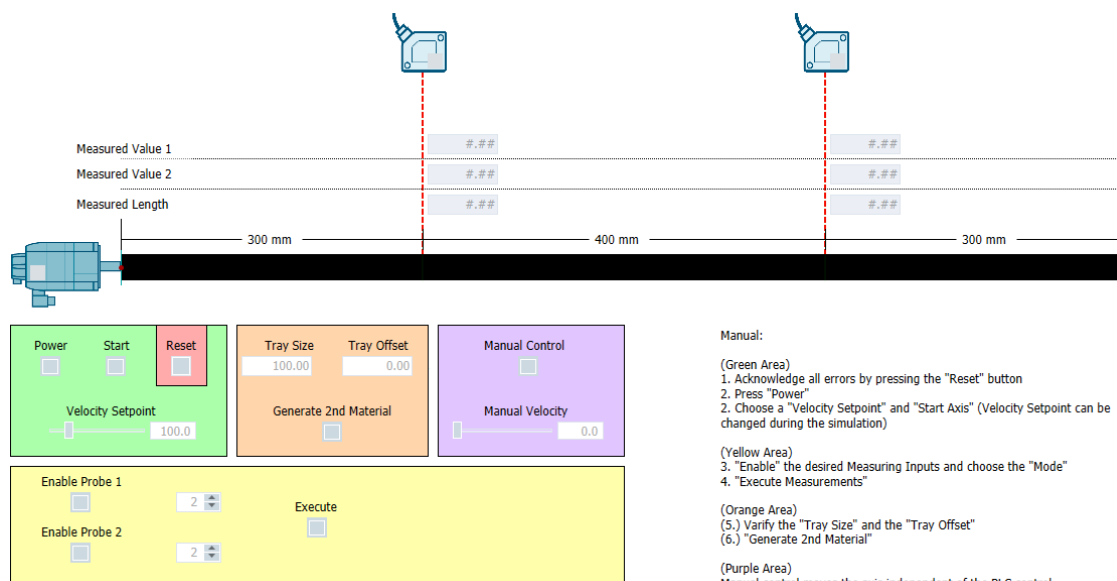 Measured Value 1 #.## #.##
Measured Value 2 #.## #.##
Measured Length #.## #.##
300 mm 400 mm 300 mm
Power Start Reset
Velocity Setpoint
100.0
Tray Size Tray Offset
100.00 0.00
Generate 2nd Material
Manual Control
Manual Velocity
0.0
Enable Probe 1
2
Execute
Enable Probe 2
2
Manual:
(Green Area)
1. Acknowledge all errors by pressing the "Reset" button
2. Press "Power"
2. Choose a "Velocity Setpoint" and "Start Axis" (Velocity Setpoint can be
changed during the simulation)
(Yellow Area)
3. "Enable" the desired Measuring Inputs and choose the "Mode"
4. "Execute Measurements"
(Orange Area)
(5.) Varify the "Tray Size" and the "Tray Offset"
(6.) "Generate 2nd Material"
(Purple Area)